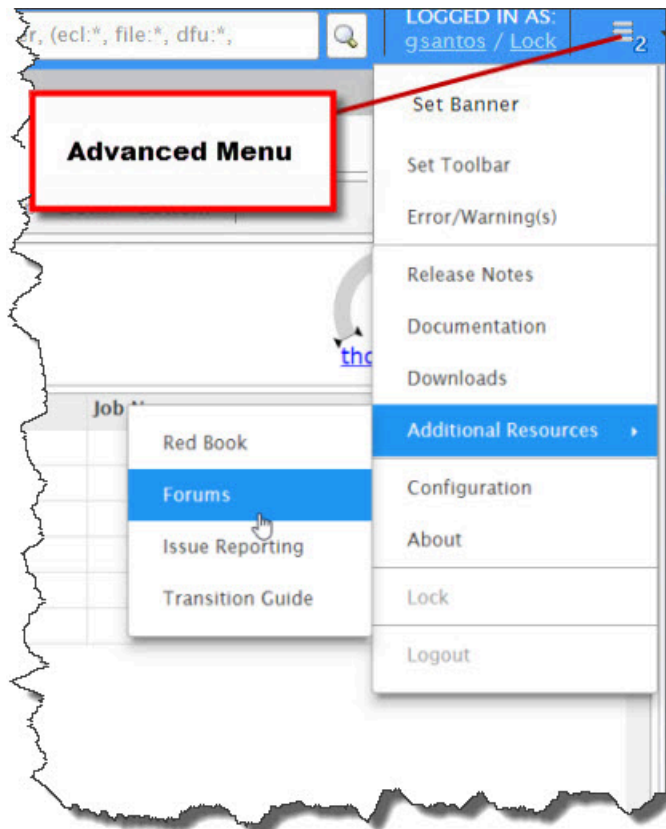 r, (ecl:*, file:*, dfu:*,
LOGGED IN AS:
gsantos / Lock
2
Advanced Menu
Set Banner
Set Toolbar
Error/Warning(s)
Release Notes
Documentation
Downloads
Additional Resources
Configuration
About
Lock
Logout
Job
Red Book
Forums
Issue Reporting
Transition Guide